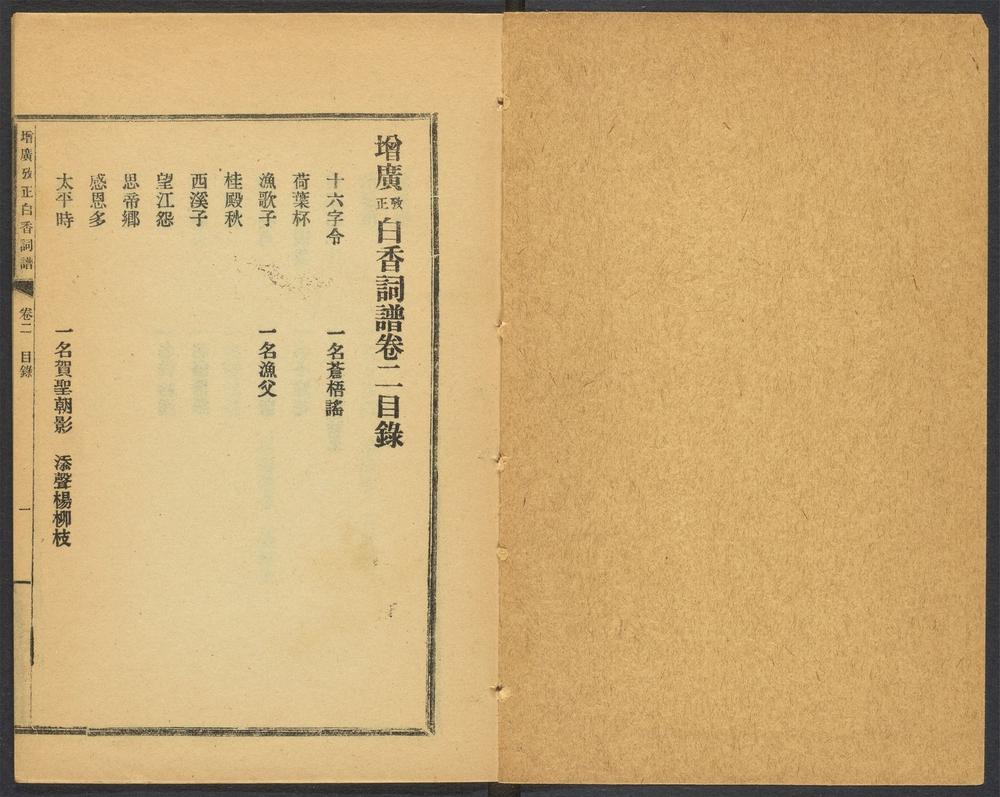 增廣攷正白香詞譜卷二目錄
十六字令 一名蒼梧謠
荷葉杯
漁歌子 一名漁父
桂殿秋
西溪子
望江怨
思帝鄉
感恩多
太平時 一名賀聖朝影 添聲楊柳枝
增廣攷正白香詞譜 卷二 目錄 一